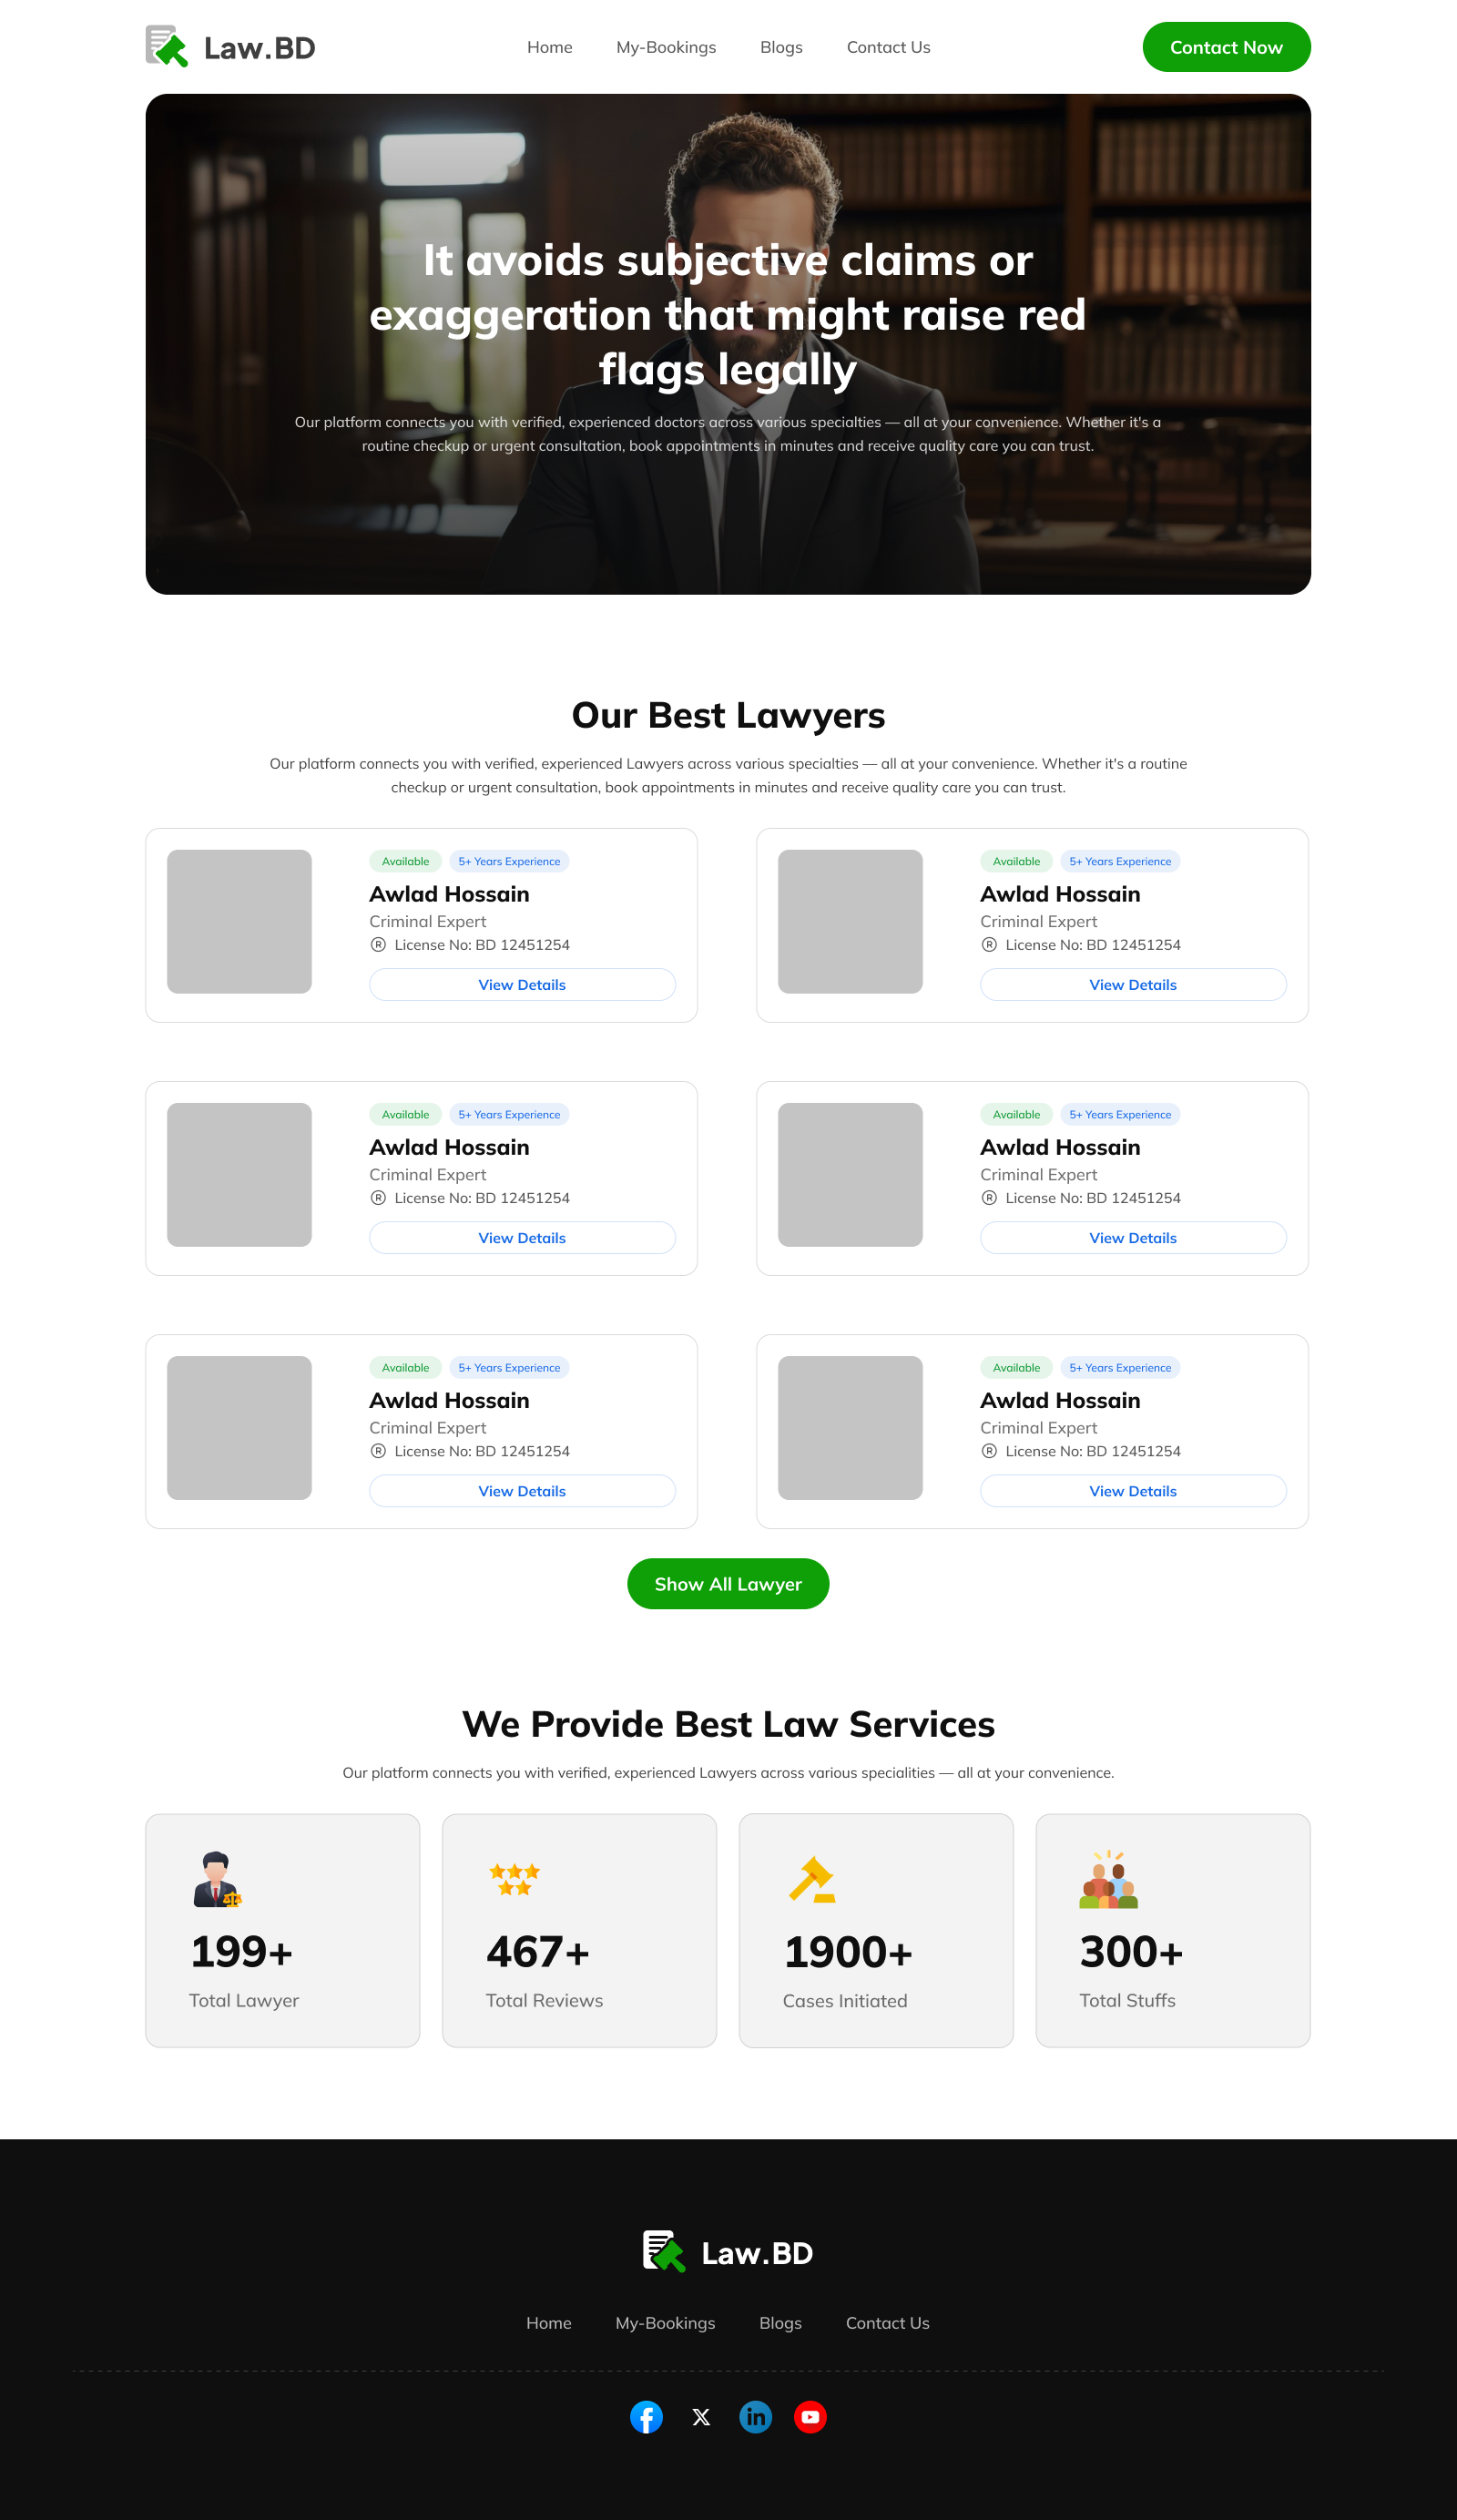 Law.BD
Home My-Bookings Blogs Contact Us
Contact Now
It avoids subjective claims or
exaggeration that might raise red
flags legally
Our platform connects you with verified, experienced doctors across various specialties — all at your convenience. Whether it's a
routine checkup or urgent consultation, book appointments in minutes and receive quality care you can trust.
Our Best Lawyers
Our platform connects you with verified, experienced Lawyers across various specialties — all at your convenience. Whether it's a routine
checkup or urgent consultation, book appointments in minutes and receive quality care you can trust.
Available 5+ Years Experience
Awlad Hossain
Criminal Expert
® License No: BD 12451254
View Details
Available 5+ Years Experience
Awlad Hossain
Criminal Expert
® License No: BD 12451254
View Details
Available 5+ Years Experience
Awlad Hossain
Criminal Expert
® License No: BD 12451254
View Details
Available 5+ Years Experience
Awlad Hossain
Criminal Expert
® License No: BD 12451254
View Details
Available 5+ Years Experience
Awlad Hossain
Criminal Expert
® License No: BD 12451254
View Details
Available 5+ Years Experience
Awlad Hossain
Criminal Expert
® License No: BD 12451254
View Details
Show All Lawyer
We Provide Best Law Services
Our platform connects you with verified, experienced Lawyers across various specialities — all at your convenience.
199+
Total Lawyer
467+
Total Reviews
1900+
Cases Initiated
300+
Total Stuffs
Law.BD
Home My-Bookings Blogs Contact Us